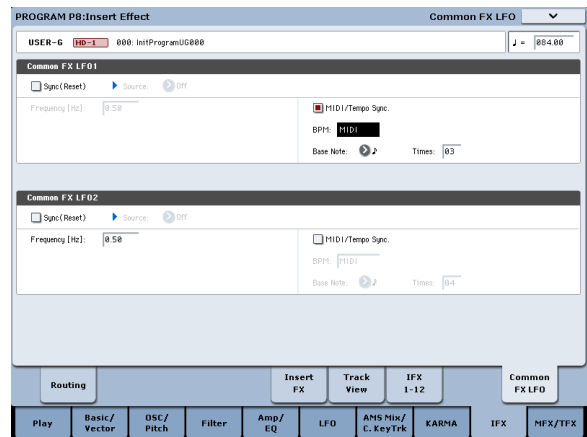 PROGRAM P8:Insert Effect Common FX LFO
USER-G HD-1 000: InitProgramUG000 ♩ = 084.00
Common FX LFO1
Sync(Reset) Source: Off
Frequency [Hz]: 0.50 MIDI/Tempo Sync.
BPM: MIDI
Base Note: ♪ Times: 03
Common FX LFO2
Sync(Reset) Source: Off
Frequency [Hz]: 0.50 MIDI/Tempo Sync.
BPM: MIDI
Base Note: ♪ Times: 04
Routing Insert FX Track View IFX 1-12 Common FX LFO
Play Basic/ Vector OSC/ Pitch Filter Amp/ EQ LFO AMS Mix/ C. KeyTrk KARMA IFX MFX/TFX